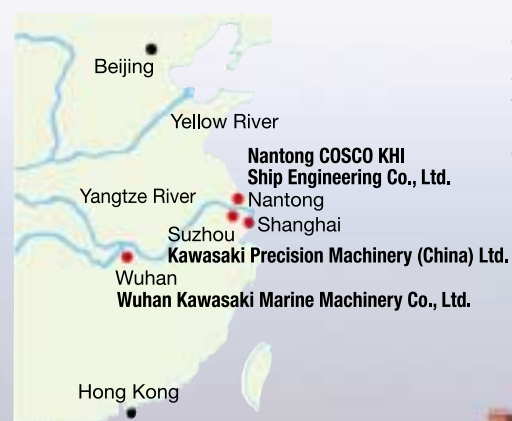 Beijing
Yellow River
Nantong COSCO KHI
Ship Engineering Co., Ltd.
Yangtze River
Nantong
Shanghai
Suzhou
Kawasaki Precision Machinery (China) Ltd.
Wuhan
Wuhan Kawasaki Marine Machinery Co., Ltd.
Hong Kong